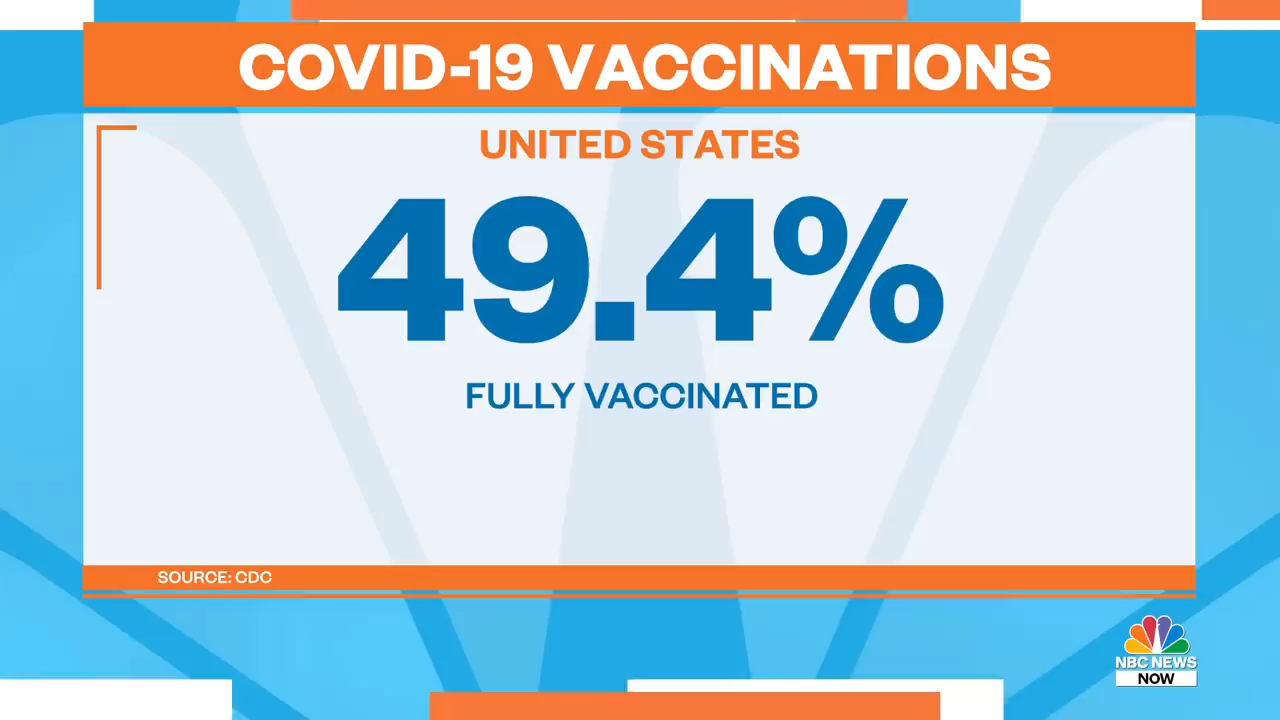 COVID-19 VACCINATIONS
UNITED STATES
49.4%
FULLY VACCINATED
SOURCE: CDC
NBC NEWS
NOW